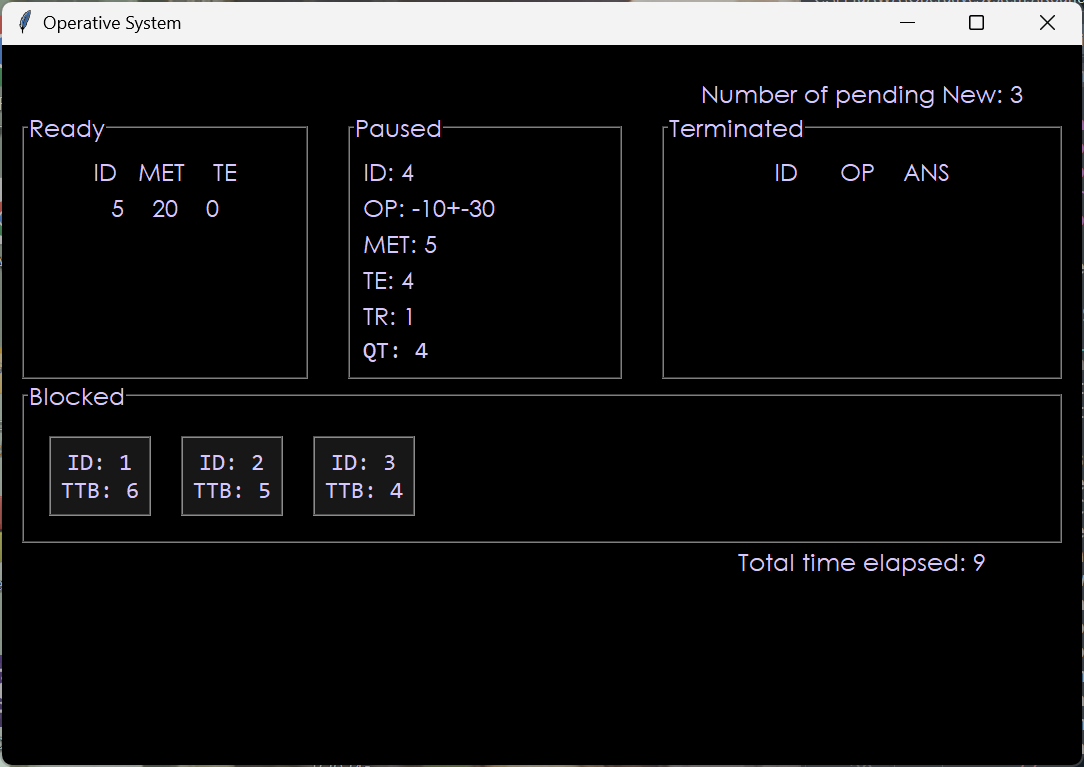 Operative System
Number of pending New: 3
Ready
ID MET TE
5 20 0
Paused
ID: 4
OP: -10+-30
MET: 5
TE: 4
TR: 1
QT: 4
Terminated
ID OP ANS
Blocked
ID: 1
TTB: 6
ID: 2
TTB: 5
ID: 3
TTB: 4
Total time elapsed: 9